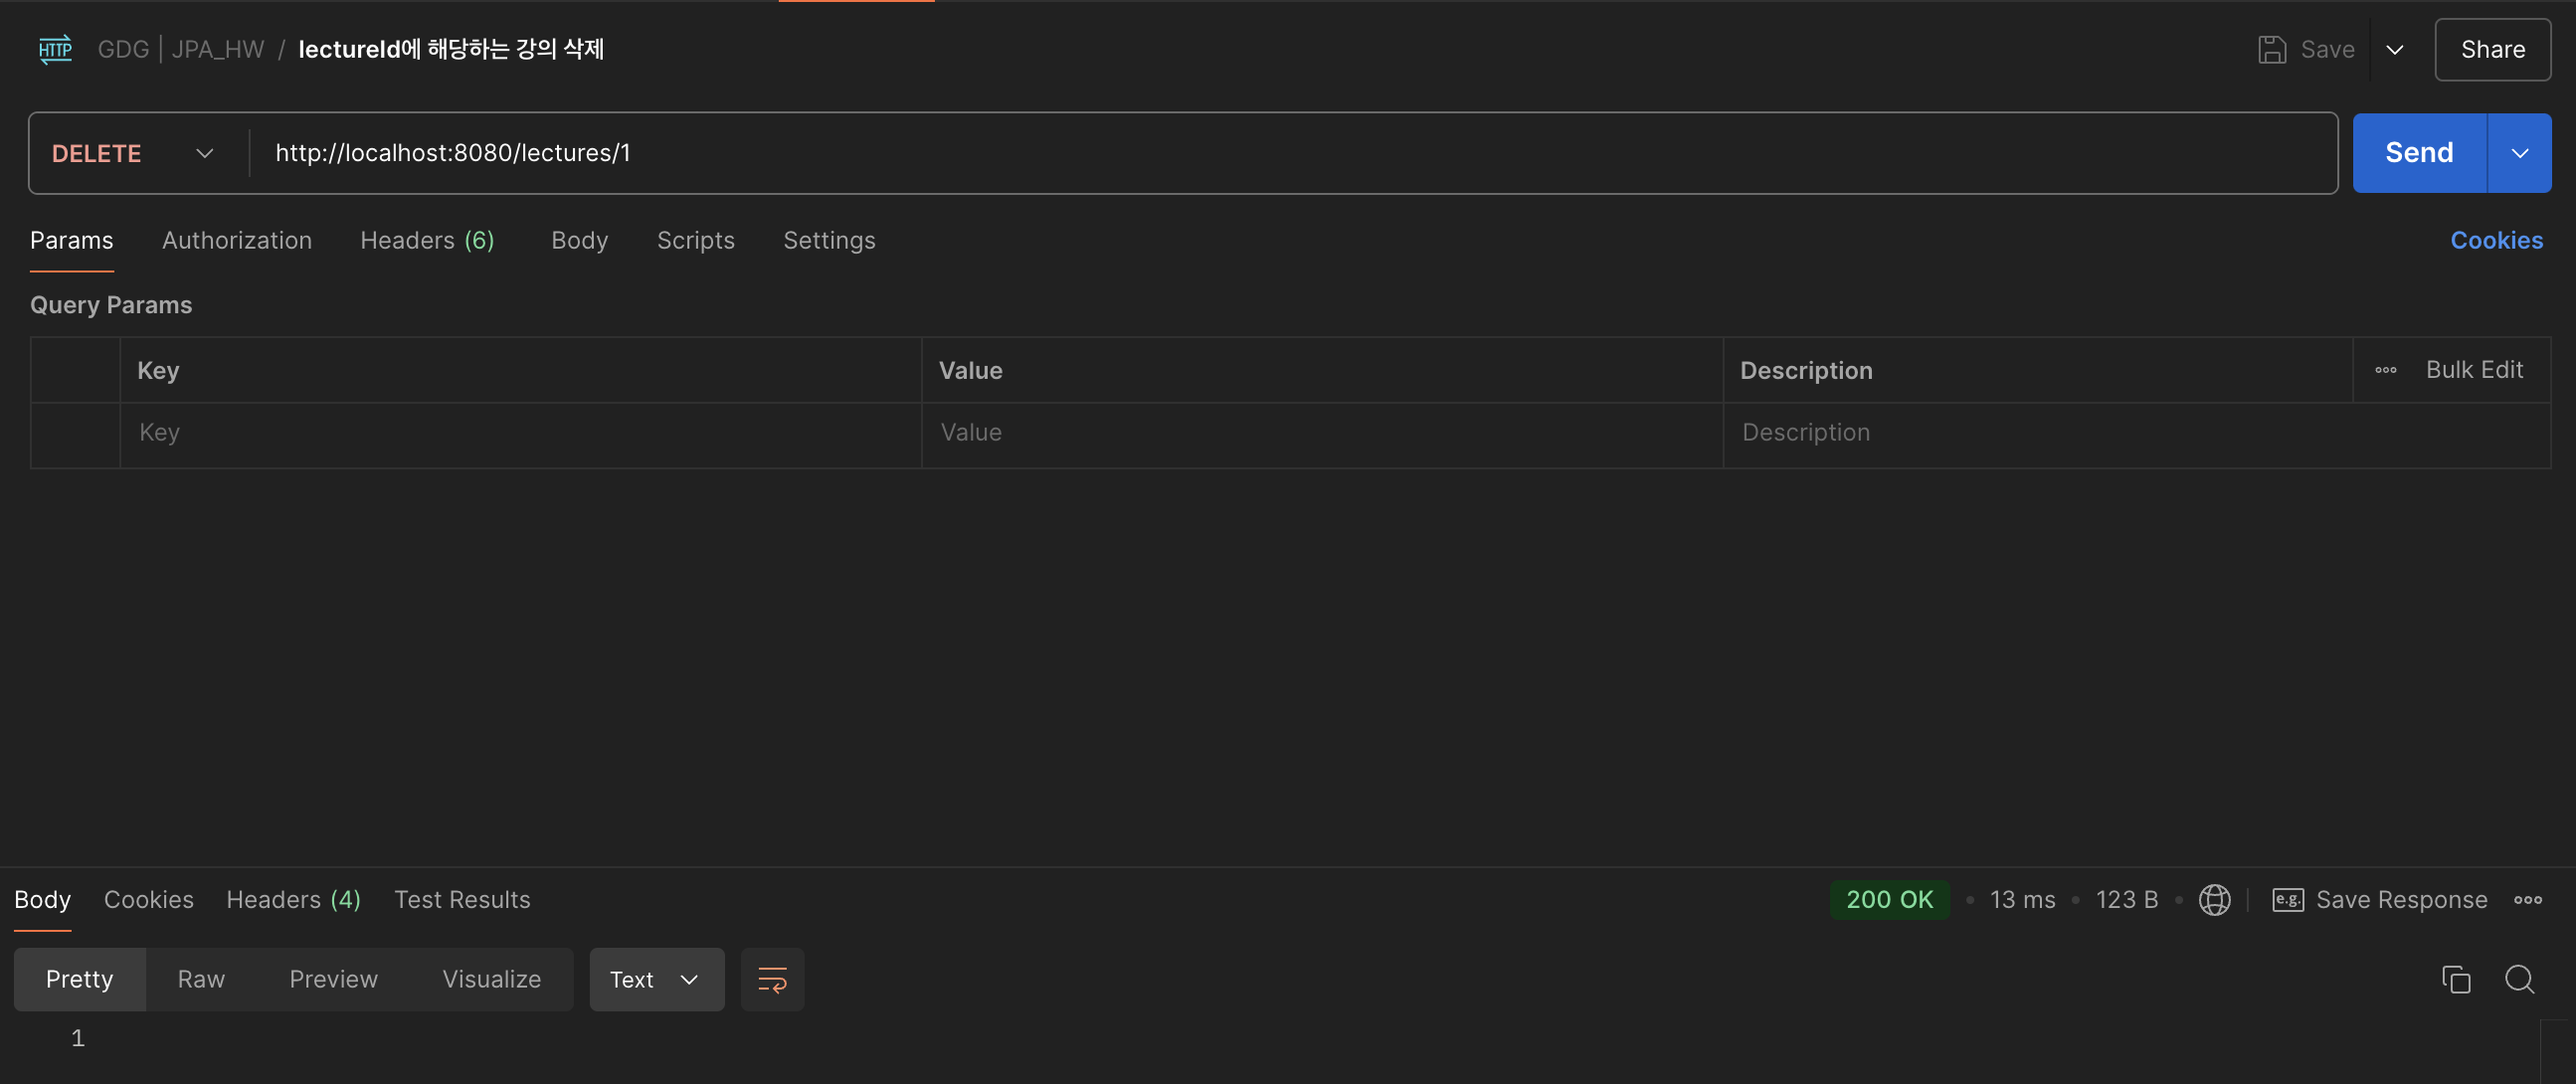 HTTP GDG | JPA_HW / lectureId에 해당하는 강의 삭제 Save Share
DELETE http://localhost:8080/lectures/1 Send
Params Authorization Headers (6) Body Scripts Settings Cookies
Query Params
Key Value Description Bulk Edit
Key Value Description
Body Cookies Headers (4) Test Results 200 OK 13 ms 123 B e.g. Save Response
Pretty Raw Preview Visualize Text
1